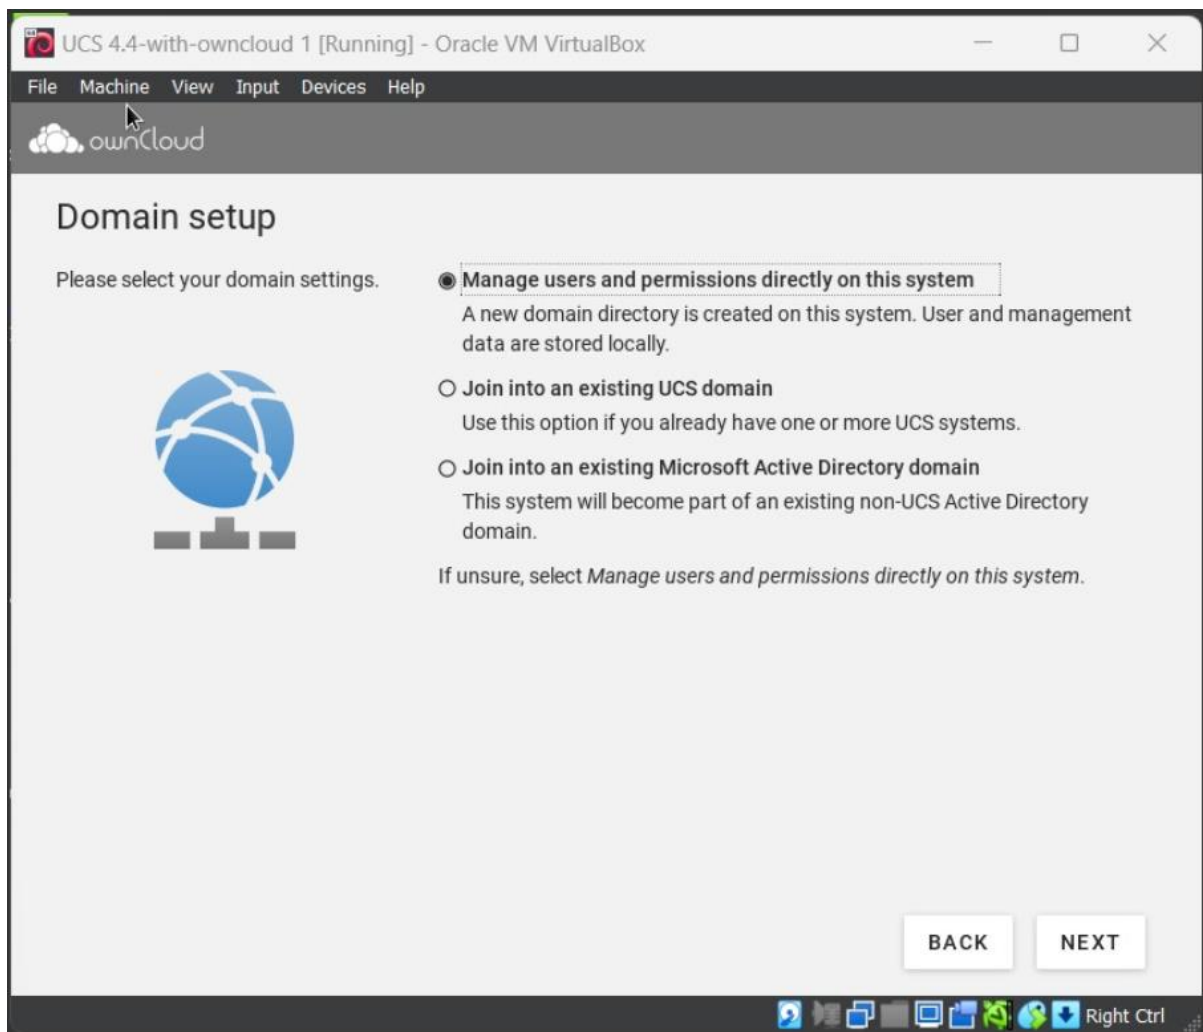 UCS 4.4-with-owncloud 1 [Running] - Oracle VM VirtualBox
File Machine View Input Devices Help
ownCloud
Domain setup
Please select your domain settings.
Manage users and permissions directly on this system
A new domain directory is created on this system. User and management
data are stored locally.
Join into an existing UCS domain
Use this option if you already have one or more UCS systems.
Join into an existing Microsoft Active Directory domain
This system will become part of an existing non-UCS Active Directory
domain.
If unsure, select Manage users and permissions directly on this system.
BACK NEXT
Right Ctrl